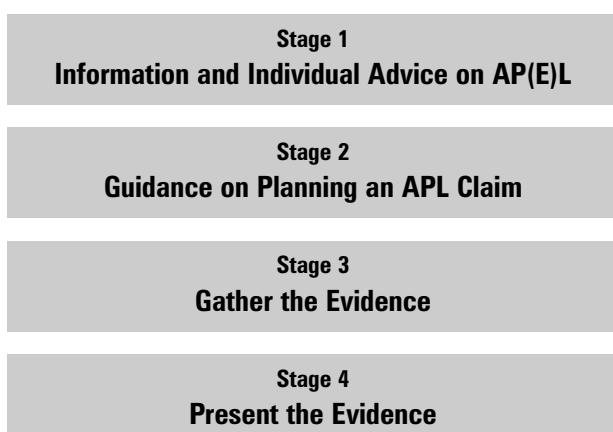 Stage 1
Information and Individual Advice on AP(E)L
Stage 2
Guidance on Planning an APL Claim
Stage 3
Gather the Evidence
Stage 4
Present the Evidence